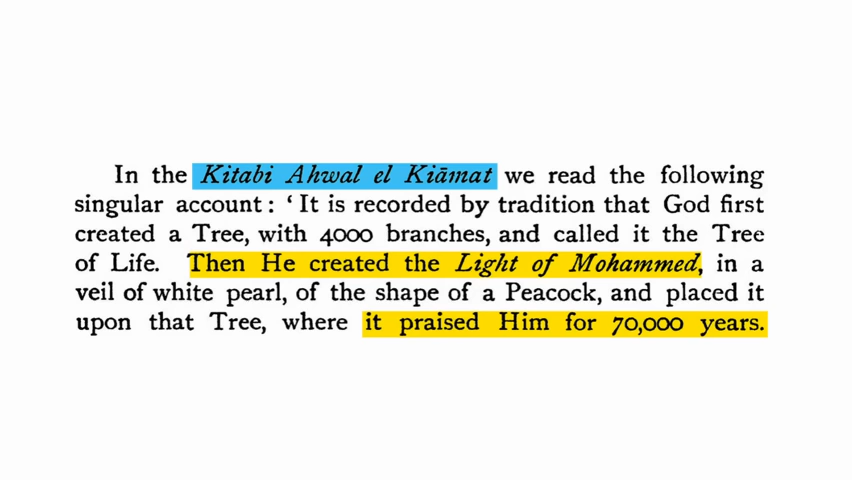 In the Kitabi Ahwal el Kiāmat we read the following
singular account: ‘It is recorded by tradition that God first
created a Tree, with 4000 branches, and called it the Tree
of Life. Then He created the Light of Mohammed, in a
veil of white pearl, of the shape of a Peacock, and placed it
upon that Tree, where it praised Him for 70,000 years.